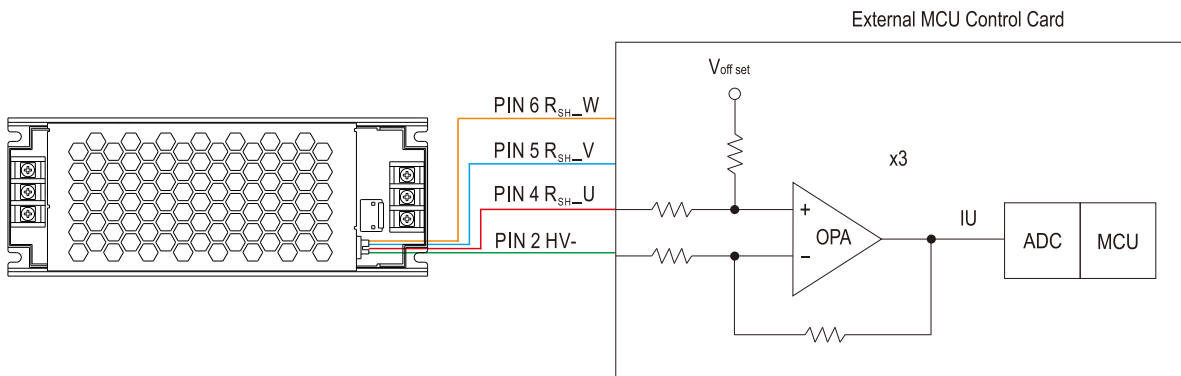 External MCU Control Card
Voff set
PIN 6 RSH_W
PIN 5 RSH_V
x3
PIN 4 RSH_U
+
OPA
IU
ADC
MCU
PIN 2 HV-
−